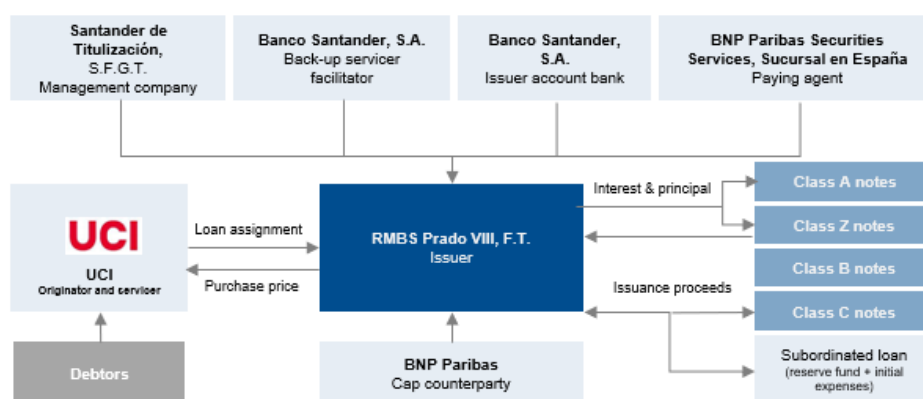 Santander de
Titulización,
S.F.G.T.
Management company
Banco Santander, S.A.
Back-up servicer
facilitator
Banco Santander,
S.A.
Issuer account bank
BNP Paribas Securities
Services, Sucursal en España
Paying agent
UCI
UCI
Originator and servicer
Loan assignment
Purchase price
RMBS Prado VIII, F.T.
Issuer
Interest & principal
Issuance proceeds
Class A notes
Class Z notes
Class B notes
Class C notes
Subordinated loan
(reserve fund + initial
expenses)
Debtors
BNP Paribas
Cap counterparty